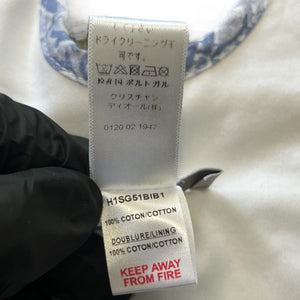 ドライクリーニング不
可です。
原産国ポルトガル
クリスチャン
ディオール(株)
0120 02 1947
H1SG51BIB1
100% COTON/COTTON
DOUBLURE/LINING
100% COTON/COTTON
KEEP AWAY
FROM FIRE